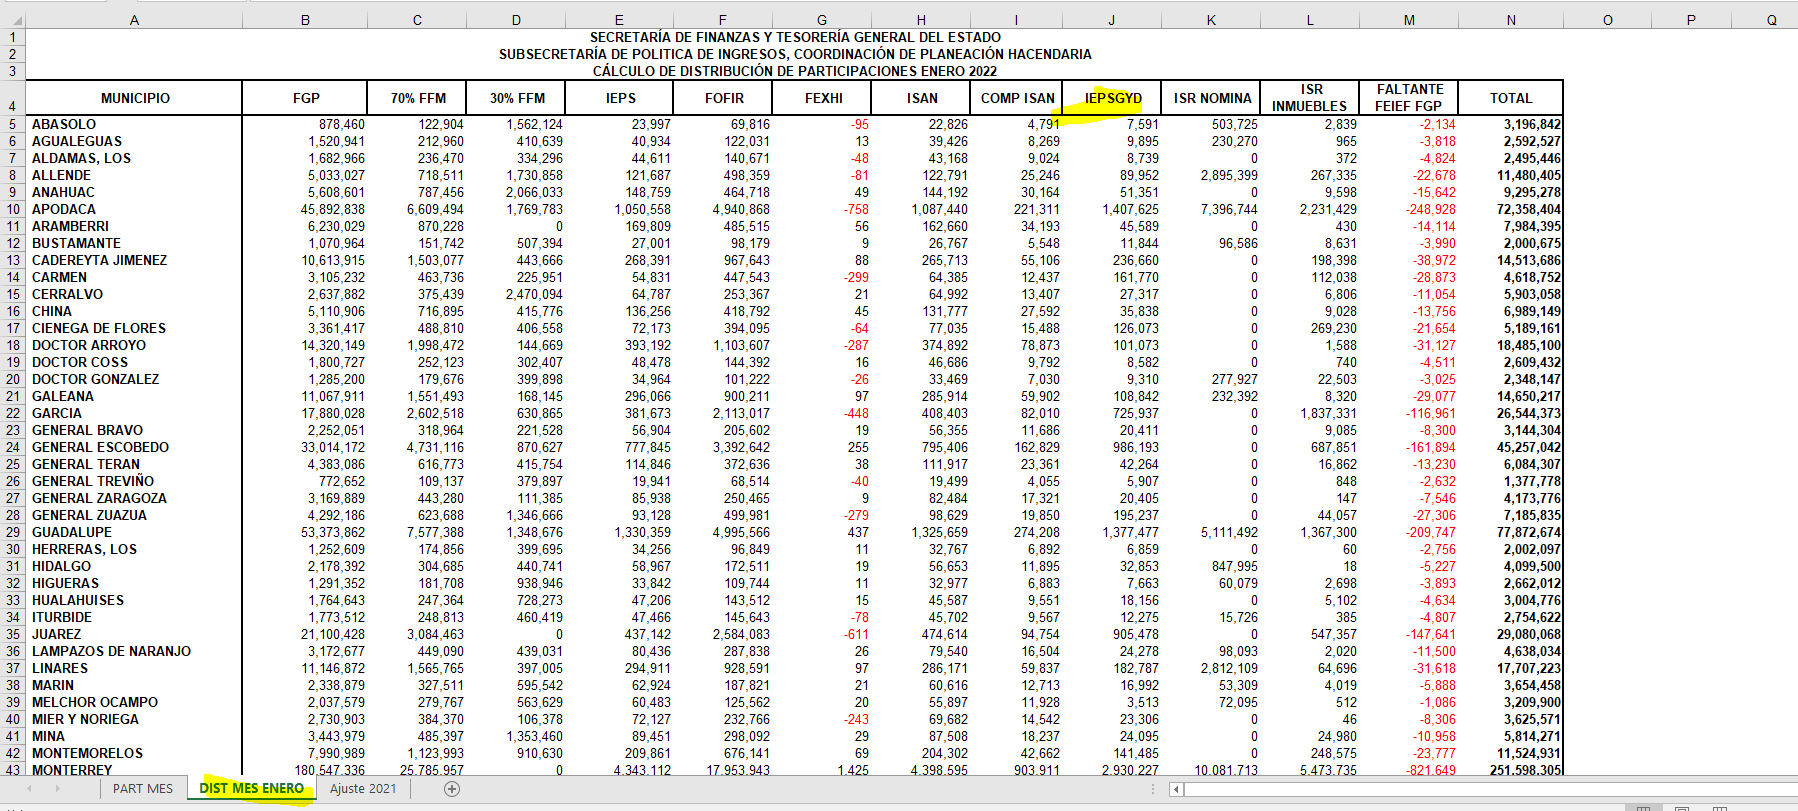 A B C D E F G H I J K L M N O P Q
1 SECRETARÍA DE FINANZAS Y TESORERÍA GENERAL DEL ESTADO
2 SUBSECRETARÍA DE POLITICA DE INGRESOS, COORDINACIÓN DE PLANEACIÓN HACENDARIA
3 CÁLCULO DE DISTRIBUCIÓN DE PARTICIPACIONES ENERO 2022
4 MUNICIPIO FGP 70% FFM 30% FFM IEPS FOFIR FEXHI ISAN COMP ISAN IEPSGYD ISR NOMINA ISR INMUEBLES FALTANTE FEIEF FGP TOTAL
5 ABASOLO 878,460 122,904 1,562,124 23,997 69,816 -95 22,826 4,791 7,591 503,725 2,839 -2,134 3,196,842
6 AGUALEGUAS 1,520,941 212,960 410,639 40,934 122,031 13 39,426 8,269 9,895 230,270 965 -3,818 2,592,527
7 ALDAMAS, LOS 1,682,966 236,470 334,296 44,611 140,671 -48 43,168 9,024 8,739 0 372 -4,824 2,495,446
8 ALLENDE 5,033,027 718,511 1,730,858 121,687 498,359 -81 122,791 25,246 89,952 2,895,399 267,335 -22,678 11,480,405
9 ANAHUAC 5,608,601 787,456 2,066,033 148,759 464,718 49 144,192 30,164 51,351 0 9,598 -15,642 9,295,278
10 APODACA 45,892,838 6,609,494 1,769,783 1,050,558 4,940,868 -758 1,087,440 221,311 1,407,625 7,396,744 2,231,429 -248,928 72,358,404
11 ARAMBERRI 6,230,029 870,228 0 169,809 485,515 56 162,660 34,193 45,589 0 430 -14,114 7,984,395
12 BUSTAMANTE 1,070,964 151,742 507,394 27,001 98,179 9 26,767 5,548 11,844 96,586 8,631 -3,990 2,000,675
13 CADEREYTA JIMENEZ 10,613,915 1,503,077 443,666 268,391 967,643 88 265,713 55,106 236,660 0 198,398 -38,972 14,513,686
14 CARMEN 3,105,232 463,736 225,951 54,831 447,543 -299 64,385 12,437 161,770 0 112,038 -28,873 4,618,752
15 CERRALVO 2,637,882 375,439 2,470,094 64,787 253,367 21 64,992 13,407 27,317 0 6,806 -11,054 5,903,058
16 CHINA 5,110,906 716,895 415,776 136,256 418,792 45 131,777 27,592 35,838 0 9,028 -13,756 6,989,149
17 CIENEGA DE FLORES 3,361,417 488,810 406,558 72,173 394,095 -64 77,035 15,488 126,073 0 269,230 -21,654 5,189,161
18 DOCTOR ARROYO 14,320,149 1,998,472 144,669 393,192 1,103,607 -287 374,892 78,873 101,073 0 1,588 -31,127 18,485,100
19 DOCTOR COSS 1,800,727 252,123 302,407 48,478 144,392 16 46,686 9,792 8,582 0 740 -4,511 2,609,432
20 DOCTOR GONZALEZ 1,285,200 179,676 399,898 34,964 101,222 -26 33,469 7,030 9,310 277,927 22,503 -3,025 2,348,147
21 GALEANA 11,067,911 1,551,493 168,145 296,066 900,211 97 285,914 59,902 108,842 232,392 8,320 -29,077 14,650,217
22 GARCIA 17,880,028 2,602,518 630,865 381,673 2,113,017 -448 408,403 82,010 725,937 0 1,837,331 -116,961 26,544,373
23 GENERAL BRAVO 2,252,051 318,964 221,528 56,904 205,602 19 56,355 11,686 20,411 0 9,085 -8,300 3,144,304
24 GENERAL ESCOBEDO 33,014,172 4,731,116 870,627 777,845 3,392,642 255 795,406 162,829 986,193 0 687,851 -161,894 45,257,042
25 GENERAL TERAN 4,383,086 616,773 415,754 114,846 372,636 38 111,917 23,361 42,264 0 16,862 -13,230 6,084,307
26 GENERAL TREVIÑO 772,652 109,137 379,897 19,941 68,514 -40 19,499 4,055 5,907 0 848 -2,632 1,377,778
27 GENERAL ZARAGOZA 3,169,889 443,280 111,385 85,938 250,465 9 82,484 17,321 20,405 0 147 -7,546 4,173,776
28 GENERAL ZUAZUA 4,292,186 623,688 1,346,666 93,128 499,981 -279 98,629 19,850 195,237 0 44,057 -27,306 7,185,835
29 GUADALUPE 53,373,862 7,577,388 1,348,676 1,330,359 4,995,566 437 1,325,659 274,208 1,377,477 5,111,492 1,367,300 -209,747 77,872,674
30 HERRERAS, LOS 1,252,609 174,856 399,695 34,256 96,849 11 32,767 6,892 6,859 0 60 -2,756 2,002,097
31 HIDALGO 2,178,392 304,685 440,741 58,967 172,511 19 56,653 11,895 32,853 847,995 18 -5,227 4,099,500
32 HIGUERAS 1,291,352 181,708 938,946 33,842 109,744 11 32,977 6,883 7,663 60,079 2,698 -3,893 2,662,012
33 HUALAHUISES 1,764,643 247,364 728,273 47,206 143,512 15 45,587 9,551 18,156 0 5,102 -4,634 3,004,776
34 ITURBIDE 1,773,512 248,813 460,419 47,466 145,643 -78 45,702 9,567 12,275 15,726 385 -4,807 2,754,622
35 JUAREZ 21,100,428 3,084,463 0 437,142 2,584,083 -611 474,614 94,754 905,478 0 547,357 -147,641 29,080,068
36 LAMPAZOS DE NARANJO 3,172,677 449,090 439,031 80,436 287,838 26 79,540 16,504 24,278 98,093 2,020 -11,500 4,638,034
37 LINARES 11,146,872 1,565,765 397,005 294,911 928,591 97 286,171 59,837 182,787 2,812,109 64,696 -31,618 17,707,223
38 MARIN 2,338,879 327,511 595,542 62,924 187,821 21 60,616 12,713 16,992 53,309 4,019 -5,888 3,654,458
39 MELCHOR OCAMPO 2,037,579 279,767 563,629 60,483 125,562 20 55,897 11,928 3,513 72,095 512 -1,086 3,209,900
40 MIER Y NORIEGA 2,730,903 384,370 106,378 72,127 232,766 -243 69,682 14,542 23,306 0 46 -8,306 3,625,571
41 MINA 3,443,979 485,397 1,353,460 89,451 298,092 29 87,508 18,237 24,095 0 24,980 -10,958 5,814,271
42 MONTEMORELOS 7,990,989 1,123,993 910,630 209,861 676,141 69 204,302 42,662 141,485 0 248,575 -23,777 11,524,931
43 MONTERREY 180,547,336 25,785,957 0 4,343,112 17,953,943 1,425 4,398,595 903,911 2,930,227 10,081,713 5,473,735 -821,649 251,598,305
PART MES DIST MES ENERO Ajuste 2021